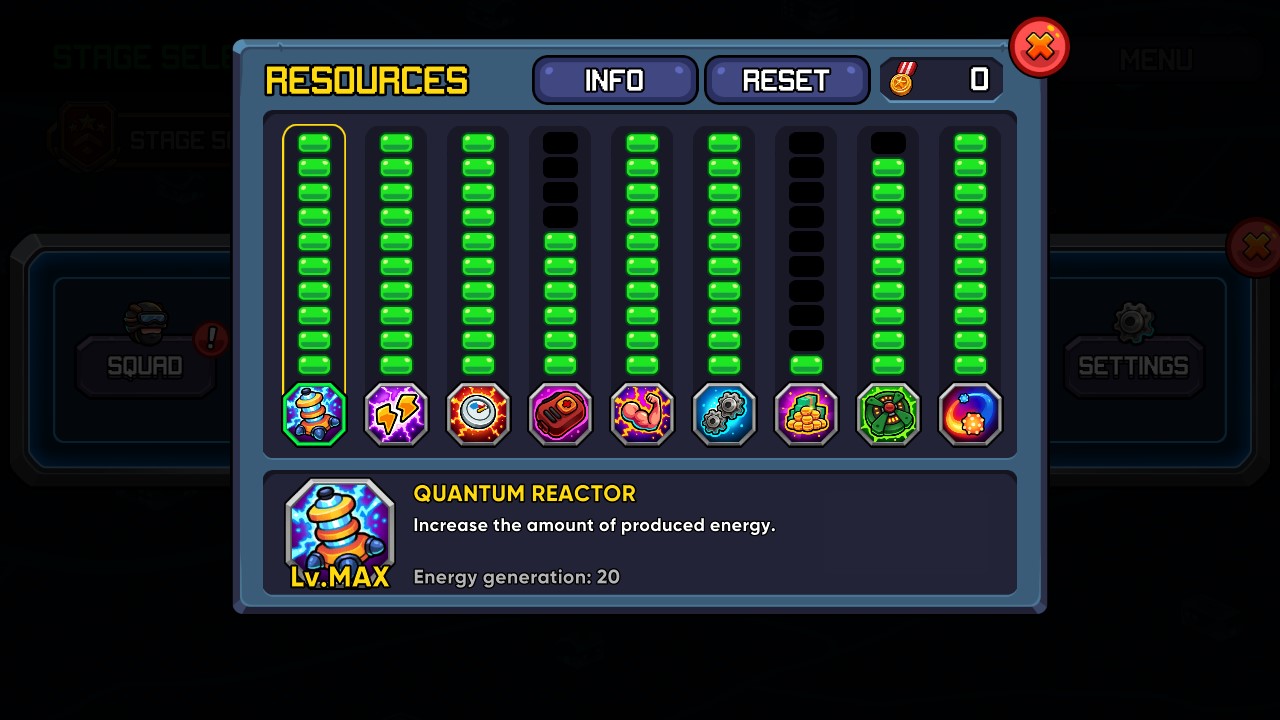 RESOURCES
INFO
RESET
0
MENU
SQUAD
!
SETTINGS
QUANTUM REACTOR
Increase the amount of produced energy.
Lv.MAX
Energy generation: 20